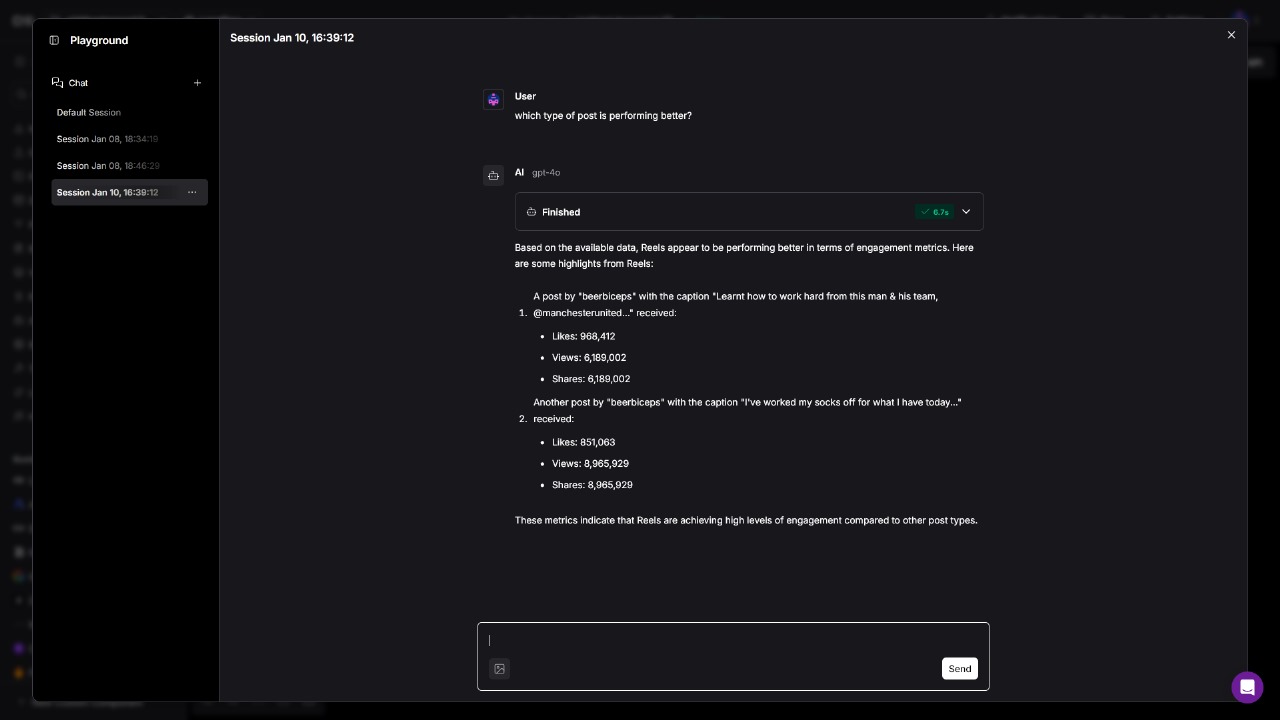 Playground
Session Jan 10, 16:39:12
Chat
Default Session
Session Jan 08, 18:34:19
Session Jan 08, 18:46:29
Session Jan 10, 16:39:12
User
which type of post is performing better?
AI gpt-4o
Finished
6.7s
Based on the available data, Reels appear to be performing better in terms of engagement metrics. Here
are some highlights from Reels:
A post by "beerbiceps" with the caption "Learnt how to work hard from this man & his team,
1. @manchesterunited..." received:
• Likes: 968,412
• Views: 6,189,002
• Shares: 6,189,002
Another post by "beerbiceps" with the caption "I've worked my socks off for what I have today..."
2. received:
• Likes: 851,063
• Views: 8,965,929
• Shares: 8,965,929
These metrics indicate that Reels are achieving high levels of engagement compared to other post types.
Send